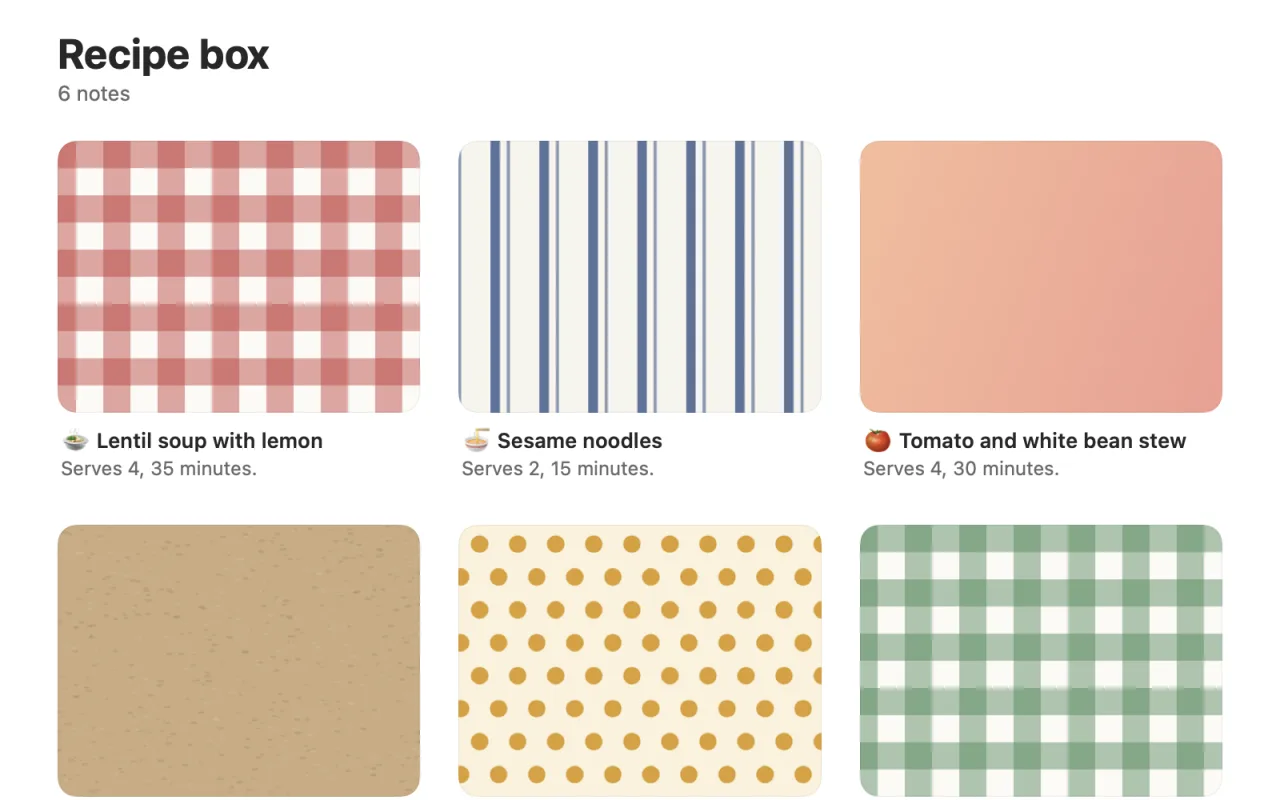 Recipe box
6 notes
Lentil soup with lemon
Serves 4, 35 minutes.
Sesame noodles
Serves 2, 15 minutes.
Tomato and white bean stew
Serves 4, 30 minutes.